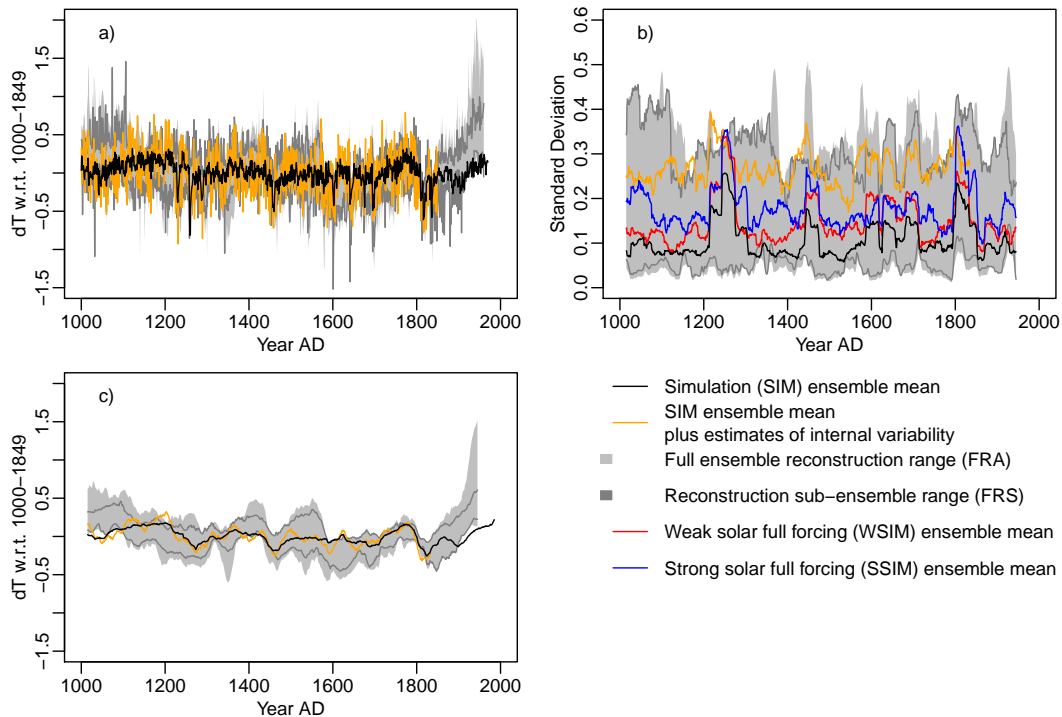 a)
dT w.r.t. 1000−1849
1.5
0.5
−0.5
−1.5
1000 1200 1400 1600 1800 2000
Year AD
b)
Standard Deviation
0.6
0.5
0.4
0.3
0.2
0.1
0.0
1000 1200 1400 1600 1800 2000
Year AD
c)
dT w.r.t. 1000−1849
1.5
0.5
−0.5
−1.5
1000 1200 1400 1600 1800 2000
Year AD
Simulation (SIM) ensemble mean
SIM ensemble mean
plus estimates of internal variability
Full ensemble reconstruction range (FRA)
Reconstruction sub−ensemble range (FRS)
Weak solar full forcing (WSIM) ensemble mean
Strong solar full forcing (SSIM) ensemble mean